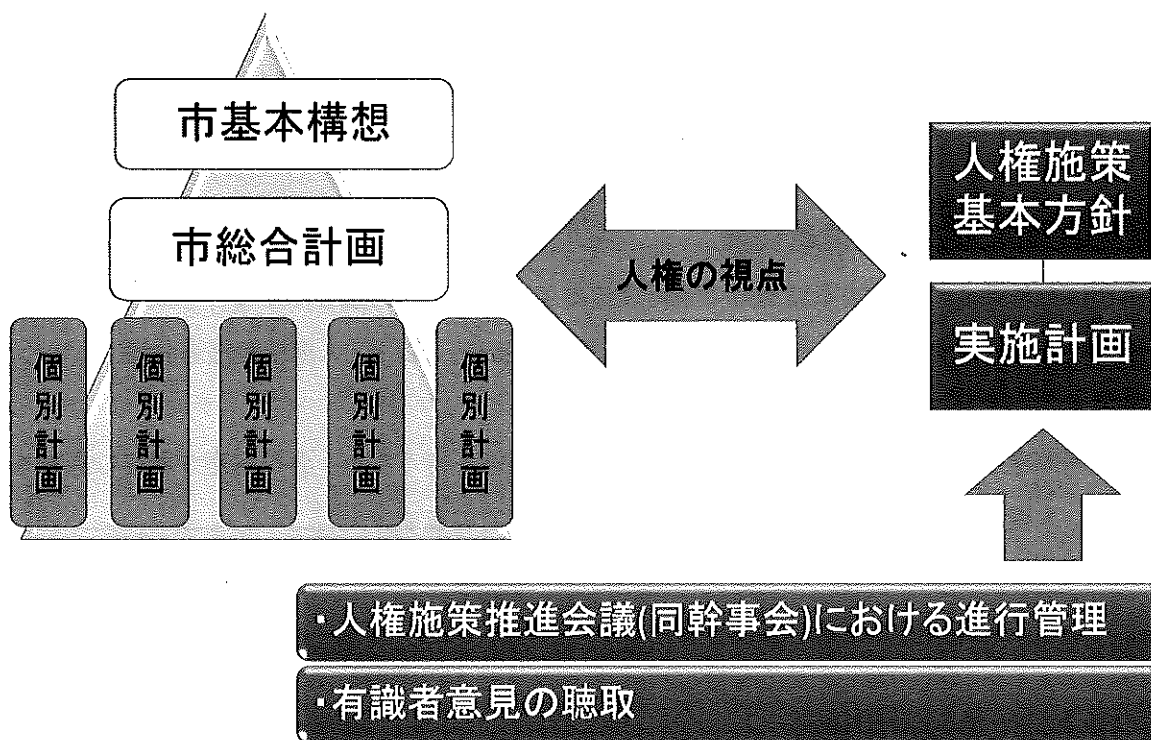 市基本構想
市総合計画
個別計画
個別計画
個別計画
個別計画
個別計画
人権の視点
人権施策
基本方針
実施計画
・人権施策推進会議(同幹事会)における進行管理
・有識者意見の聴取